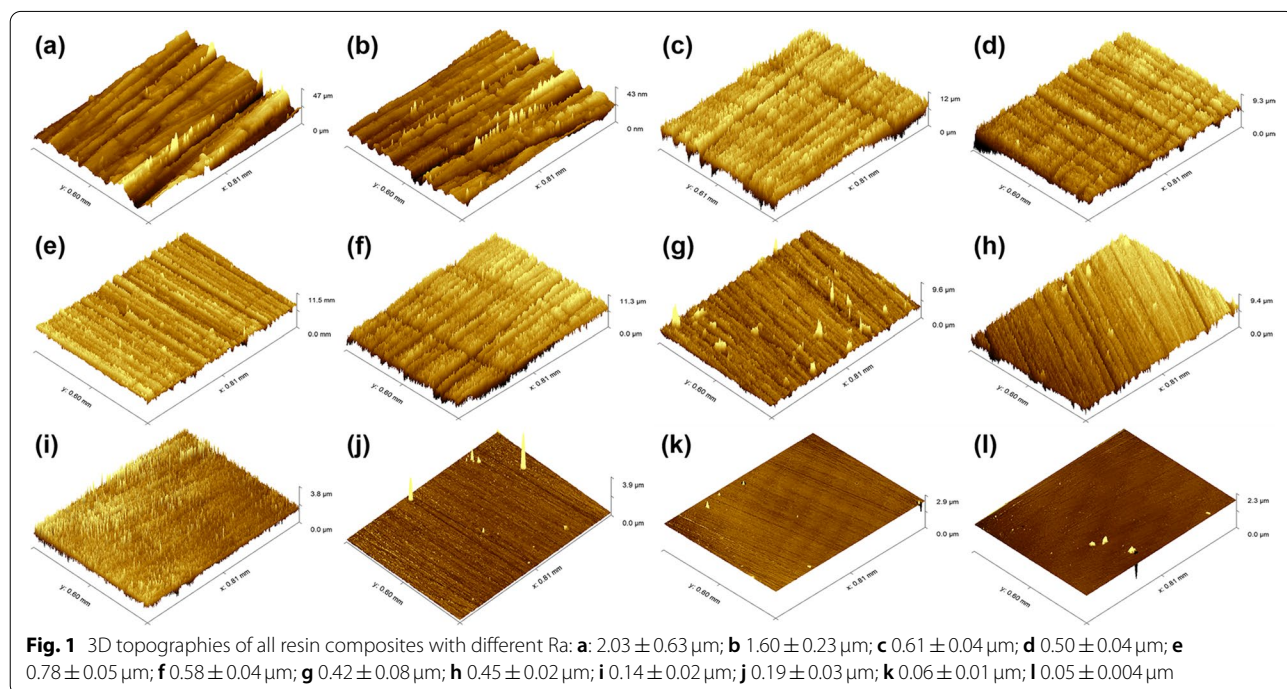 (a)
47 µm
0 µm
y: 0.60 mm
x: 0.81 mm
(b)
43 nm
0 nm
y: 0.60 mm
x: 0.81 mm
(c)
12 µm
0 µm
y: 0.61 mm
x: 0.81 mm
(d)
9.3 µm
0.0 µm
y: 0.60 mm
x: 0.81 mm
(e)
11.5 mm
0.0 mm
y: 0.60 mm
x: 0.81 mm
(f)
11.3 µm
0.0 µm
y: 0.60 mm
x: 0.81 mm
(g)
9.6 µm
0.0 µm
y: 0.60 mm
x: 0.81 mm
(h)
9.4 µm
0.0 µm
y: 0.60 mm
x: 0.81 mm
(i)
3.8 µm
0.0 µm
y: 0.60 mm
x: 0.81 mm
(j)
3.9 µm
0.0 µm
y: 0.60 mm
x: 0.81 mm
(k)
2.9 µm
0.0 µm
y: 0.60 mm
x: 0.81 mm
(l)
2.3 µm
0.0 µm
y: 0.60 mm
x: 0.81 mm
Fig. 1 3D topographies of all resin composites with different Ra: a: 2.03 ± 0.63 µm; b 1.60 ± 0.23 µm; c 0.61 ± 0.04 µm; d 0.50 ± 0.04 µm; e
0.78 ± 0.05 µm; f 0.58 ± 0.04 µm; g 0.42 ± 0.08 µm; h 0.45 ± 0.02 µm; i 0.14 ± 0.02 µm; j 0.19 ± 0.03 µm; k 0.06 ± 0.01 µm; l 0.05 ± 0.004 µm